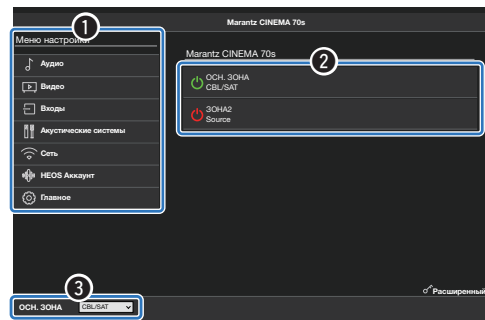 Marantz CINEMA 70s
1
Меню настройки
Аудио
Видео
Входы
Акустические системы
Сеть
HEOS Аккаунт
Главное
Marantz CINEMA 70s
2
ОСН. ЗОНА
CBL/SAT
ЗОНА2
Source
Расширенный
3
ОСН. ЗОНА CBL/SAT